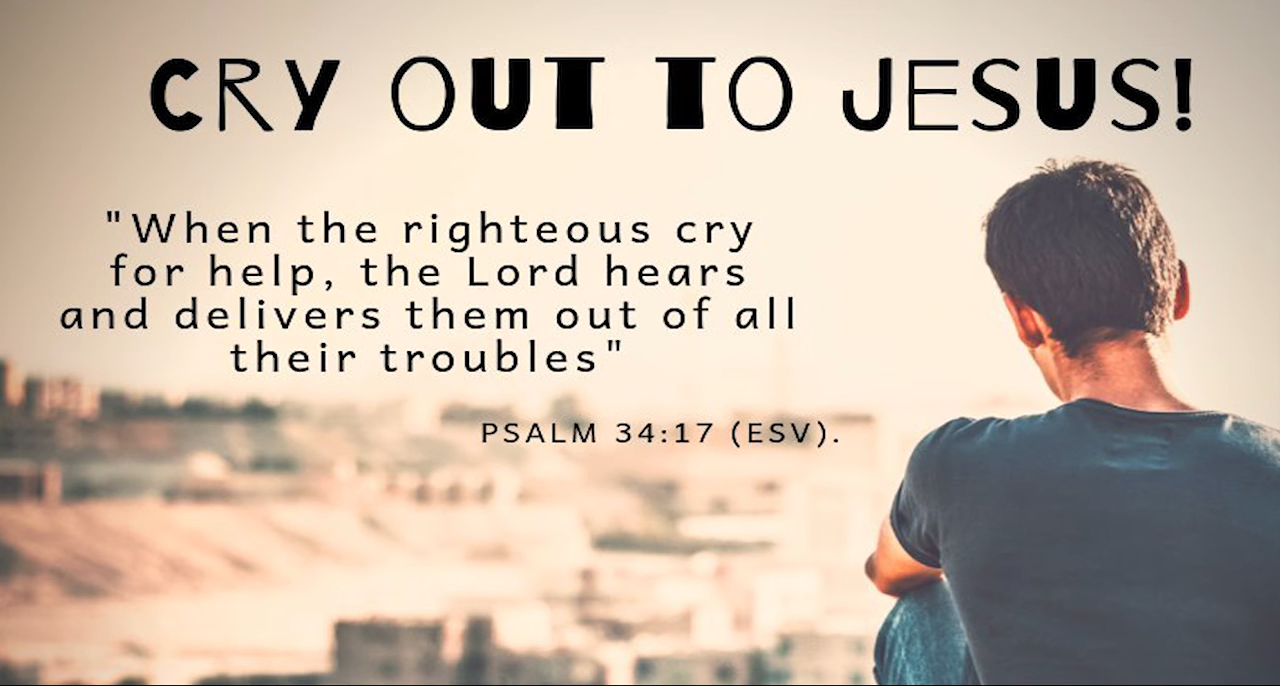 CRY OUT TO JESUS!
"When the righteous cry
for help, the Lord hears
and delivers them out of all
their troubles"
PSALM 34:17 (ESV).